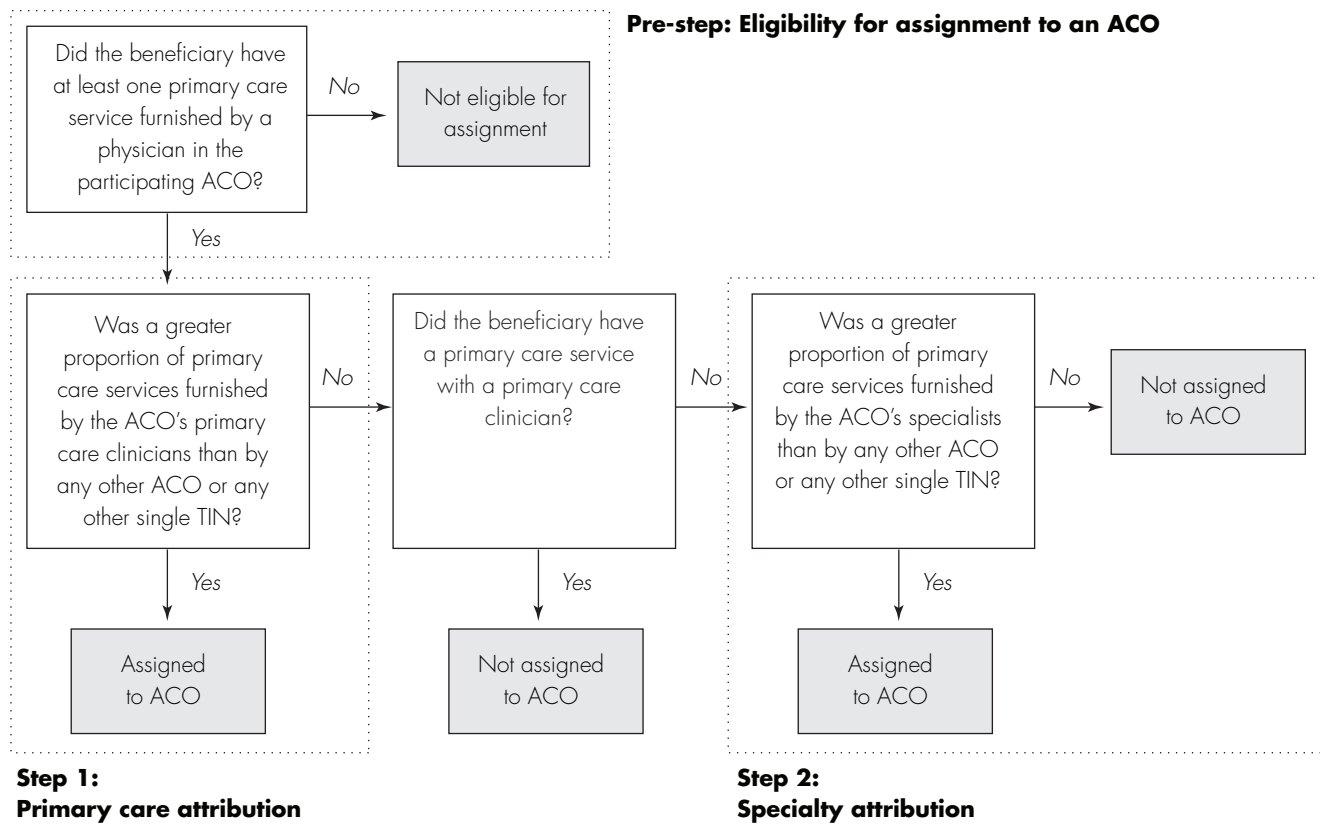 Pre-step: Eligibility for assignment to an ACO
Did the beneficiary have
at least one primary care
service furnished by a
physician in the
participating ACO?
No
Not eligible for
assignment
Yes
Was a greater
proportion of primary
care services furnished
by the ACO’s primary
care clinicians than by
any other ACO or any
other single TIN?
No
Did the beneficiary have
a primary care service
with a primary care
clinician?
No
Was a greater
proportion of primary
care services furnished
by the ACO’s specialists
than by any other ACO
or any other single TIN?
No
Not assigned
to ACO
Yes
Yes
Yes
Assigned
to ACO
Not assigned
to ACO
Assigned
to ACO
Step 1:
Primary care attribution
Step 2:
Specialty attribution